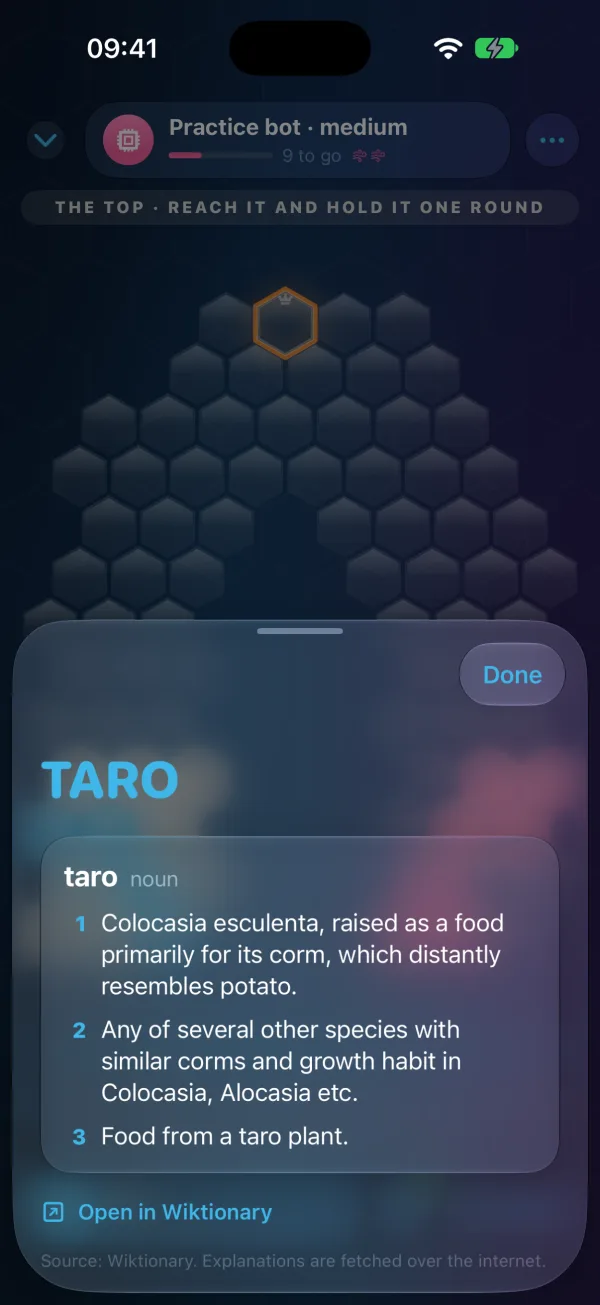 09:41
Practice bot · medium
9 to go
THE TOP · REACH IT AND HOLD IT ONE ROUND
Done
TARO
taro noun
1 Colocasia esculenta, raised as a food
primarily for its corm, which distantly
resembles potato.
2 Any of several other species with
similar corms and growth habit in
Colocasia, Alocasia etc.
3 Food from a taro plant.
Open in Wiktionary
Source: Wiktionary. Explanations are fetched over the internet.